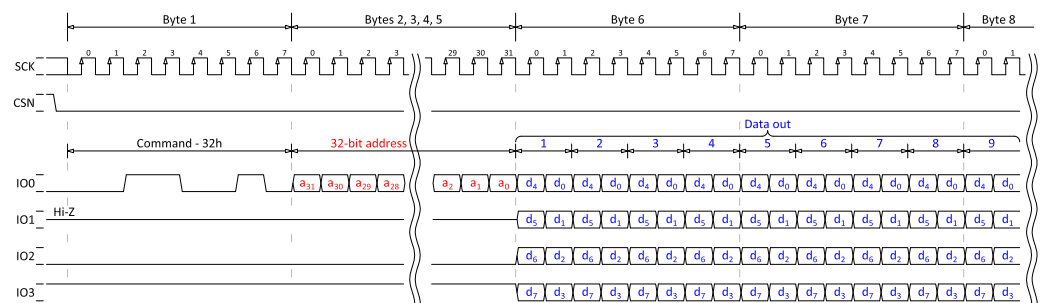 Byte 1 Bytes 2, 3, 4, 5 Byte 6 Byte 7 Byte 8
0 1 2 3 4 5 6 7 0 1 2 3 29 30 31 0 1 2 3 4 5 6 7 0 1 2 3 4 5 6 7 0 1
SCK
CSN
Data out
Command - 32h 32-bit address 1 2 3 4 5 6 7 8 9
IO0 a31 a30 a29 a28 a2 a1 a0 d4 d0 d4 d0 d4 d0 d4 d0 d4 d0 d4 d0 d4 d0 d4 d0 d4 d0
Hi-Z
IO1 d5 d1 d5 d1 d5 d1 d5 d1 d5 d1 d5 d1 d5 d1 d5 d1 d5 d1
IO2 d6 d2 d6 d2 d6 d2 d6 d2 d6 d2 d6 d2 d6 d2 d6 d2 d6 d2
IO3 d7 d3 d7 d3 d7 d3 d7 d3 d7 d3 d7 d3 d7 d3 d7 d3 d7 d3